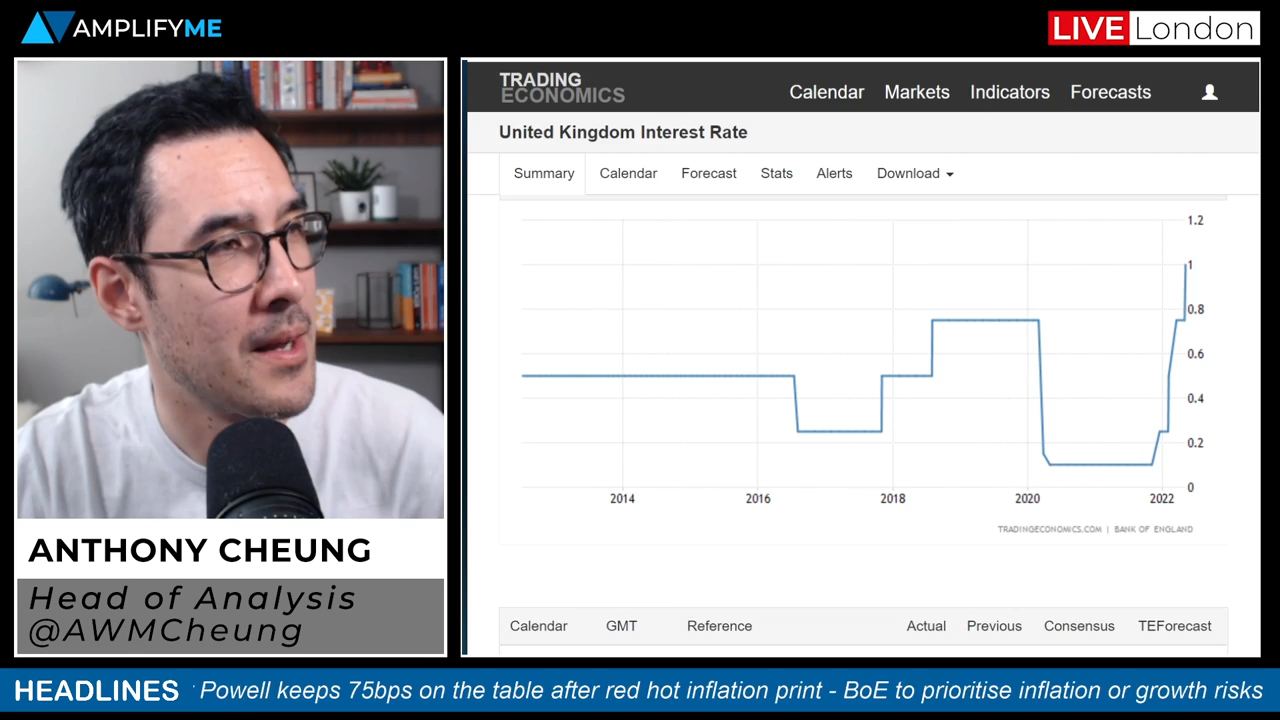 AMPLIFYME
LIVE London
TRADING
ECONOMICS
Calendar Markets Indicators Forecasts
United Kingdom Interest Rate
Summary Calendar Forecast Stats Alerts Download
1.2
1
0.8
0.6
0.4
0.2
0
2014 2016 2018 2020 2022
TRADINGECONOMICS.COM | BANK OF ENGLAND
Calendar GMT Reference Actual Previous Consensus TEForecast
ANTHONY CHEUNG
Head of Analysis
@AWMCheung
HEADLINES Powell keeps 75bps on the table after red hot inflation print - BoE to prioritise inflation or growth risks